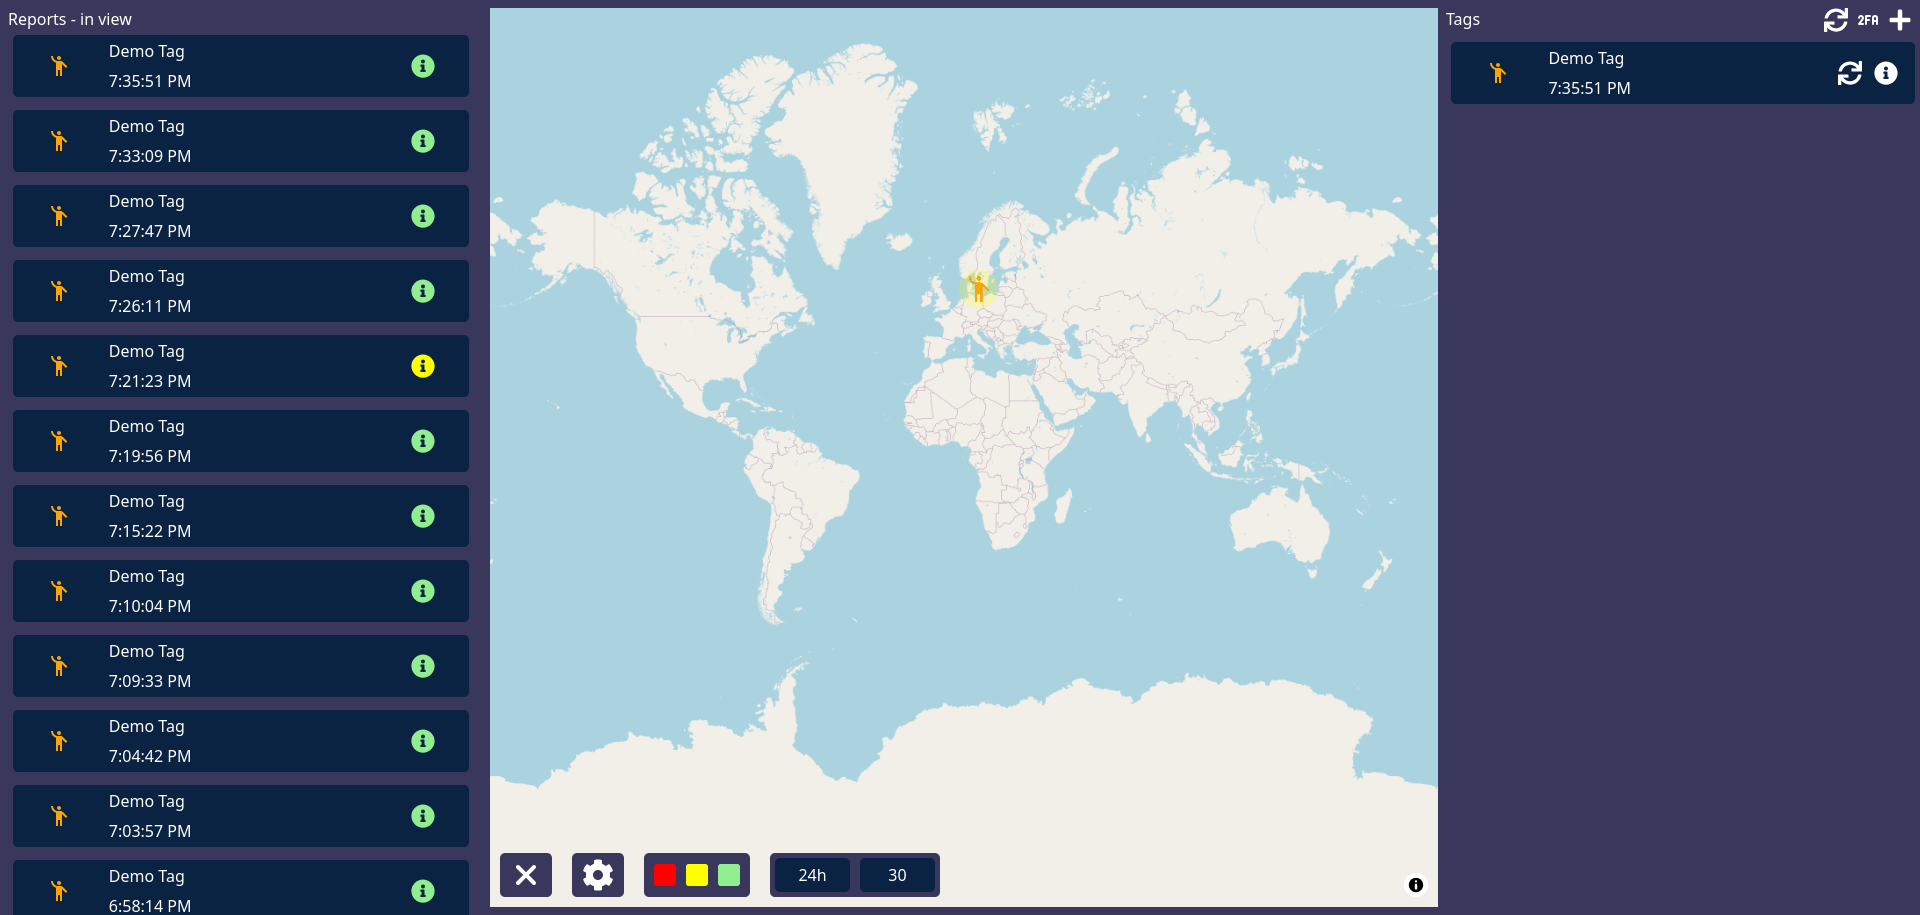 Reports - in view
Demo Tag
7:35:51 PM
Demo Tag
7:33:09 PM
Demo Tag
7:27:47 PM
Demo Tag
7:26:11 PM
Demo Tag
7:21:23 PM
Demo Tag
7:19:56 PM
Demo Tag
7:15:22 PM
Demo Tag
7:10:04 PM
Demo Tag
7:09:33 PM
Demo Tag
7:04:42 PM
Demo Tag
7:03:57 PM
Demo Tag
6:58:14 PM
24h
30
Tags
2FA
Demo Tag
7:35:51 PM